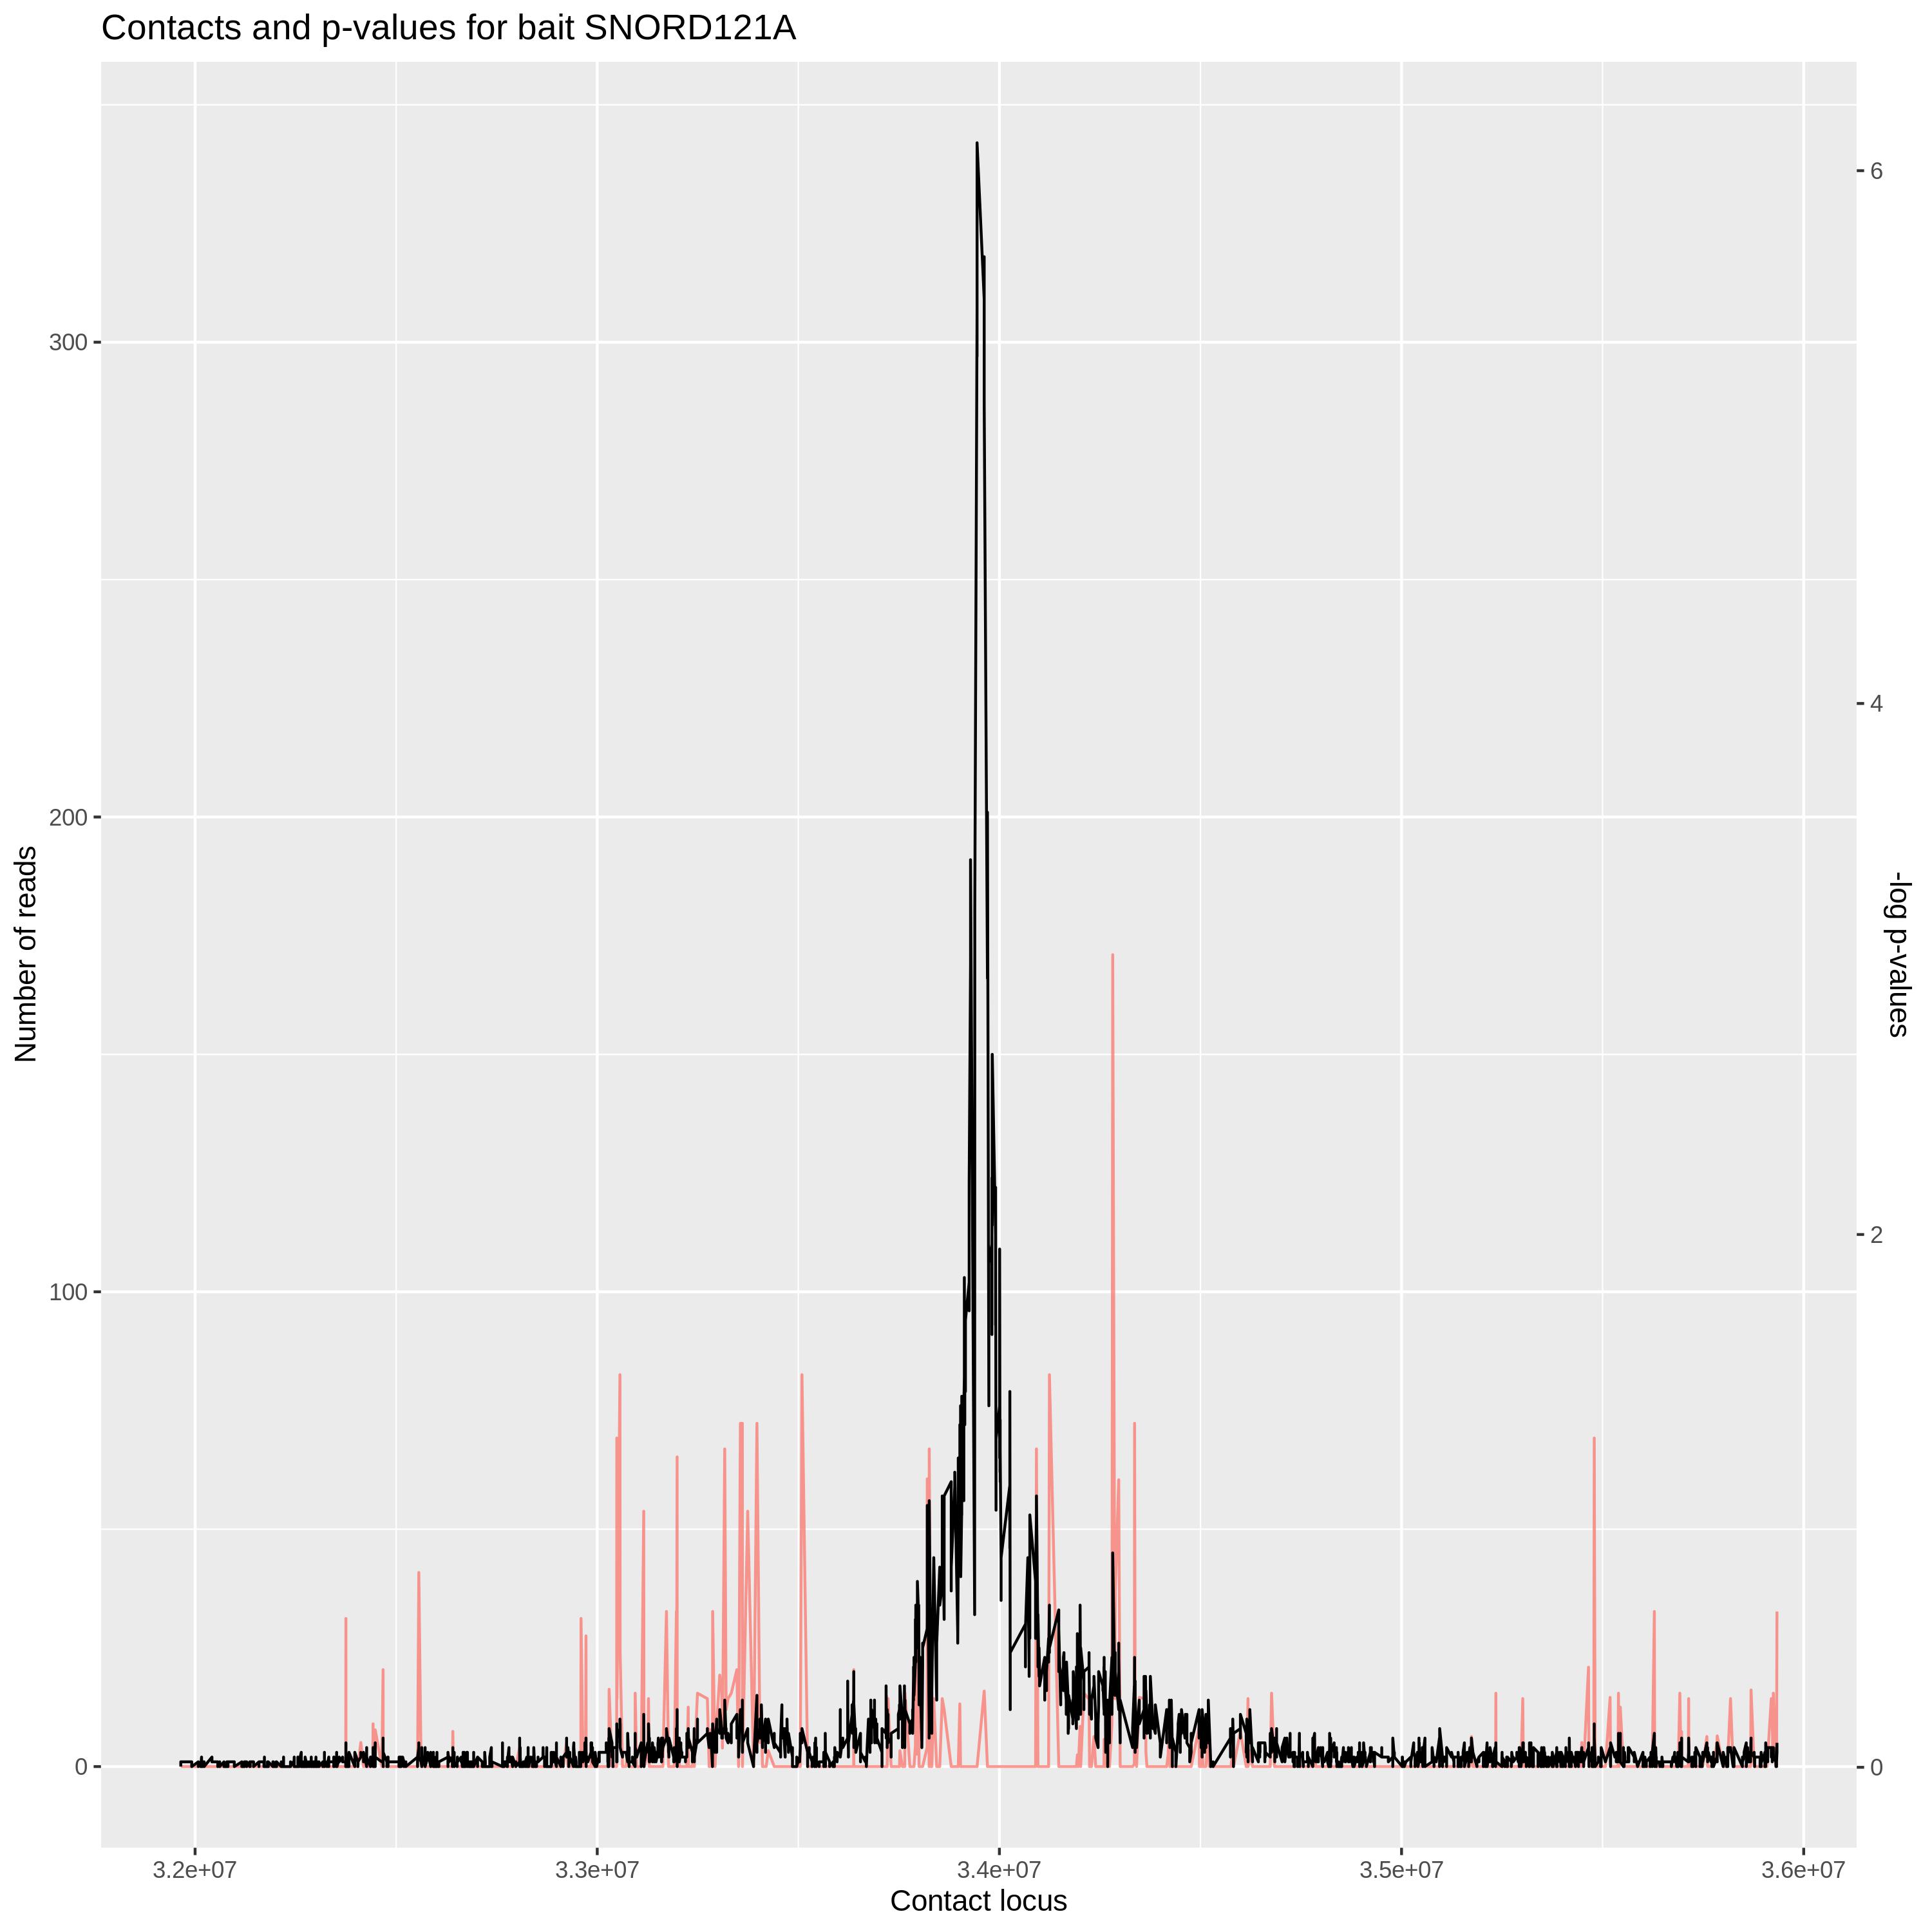 Contacts and p-values for bait SNORD121A
300
200
100
0
Number of reads
6
4
2
0
-log p-values
3.2e+07
3.3e+07
3.4e+07
3.5e+07
3.6e+07
Contact locus